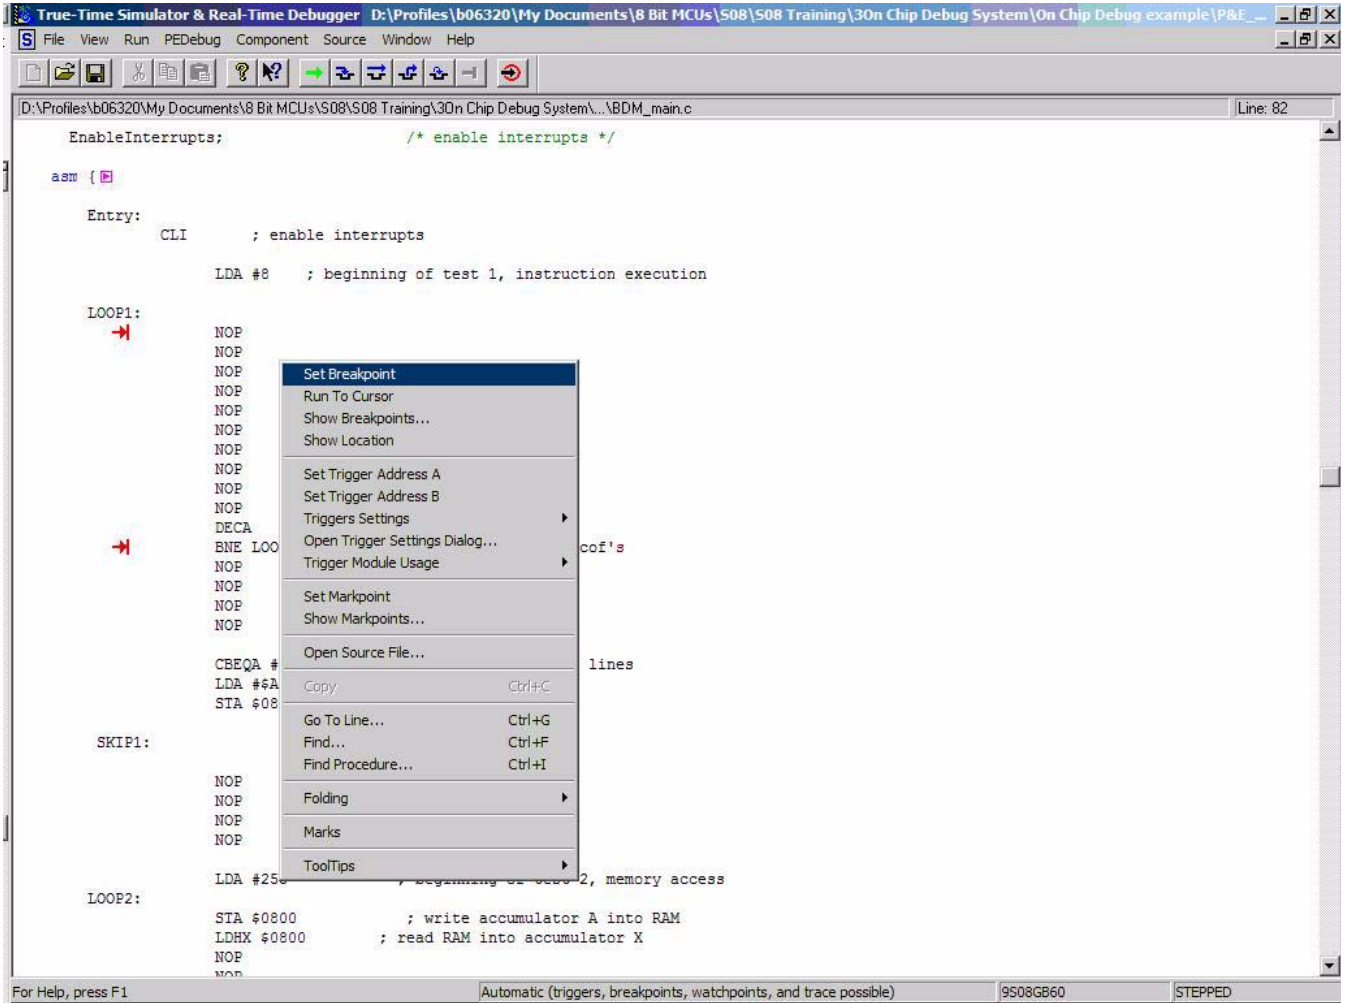 True-Time Simulator & Real-Time Debugger D:\Profiles\b06320\My Documents\8 Bit MCUs\S08\S08 Training\3On Chip Debug System\On Chip Debug example\P&E_...
File View Run PEDebug Component Source Window Help
D:\Profiles\b06320\My Documents\8 Bit MCUs\S08\S08 Training\3On Chip Debug System\...\BDM_main.c Line: 82
EnableInterrupts; /* enable interrupts */
asm {
Entry:
CLI ; enable interrupts
LDA #8 ; beginning of test 1, instruction execution
LOOP1:
NOP
NOP
NOP
NOP
NOP
NOP
NOP
NOP
NOP
NOP
DECA
BNE LOO cof's
NOP
NOP
NOP
NOP
CBEQA # lines
LDA #$A
STA $08
SKIP1:
NOP
NOP
NOP
NOP
LDA #25 2, memory access
LOOP2:
STA $0800 ; write accumulator A into RAM
LDHX $0800 ; read RAM into accumulator X
NOP
NOP
Set Breakpoint
Run To Cursor
Show Breakpoints...
Show Location
Set Trigger Address A
Set Trigger Address B
Triggers Settings
Open Trigger Settings Dialog...
Trigger Module Usage
Set Markpoint
Show Markpoints...
Open Source File...
Copy Ctrl+C
Go To Line... Ctrl+G
Find... Ctrl+F
Find Procedure... Ctrl+I
Folding
Marks
ToolTips
For Help, press F1 Automatic (triggers, breakpoints, watchpoints, and trace possible) 9S08GB60 STEPPED